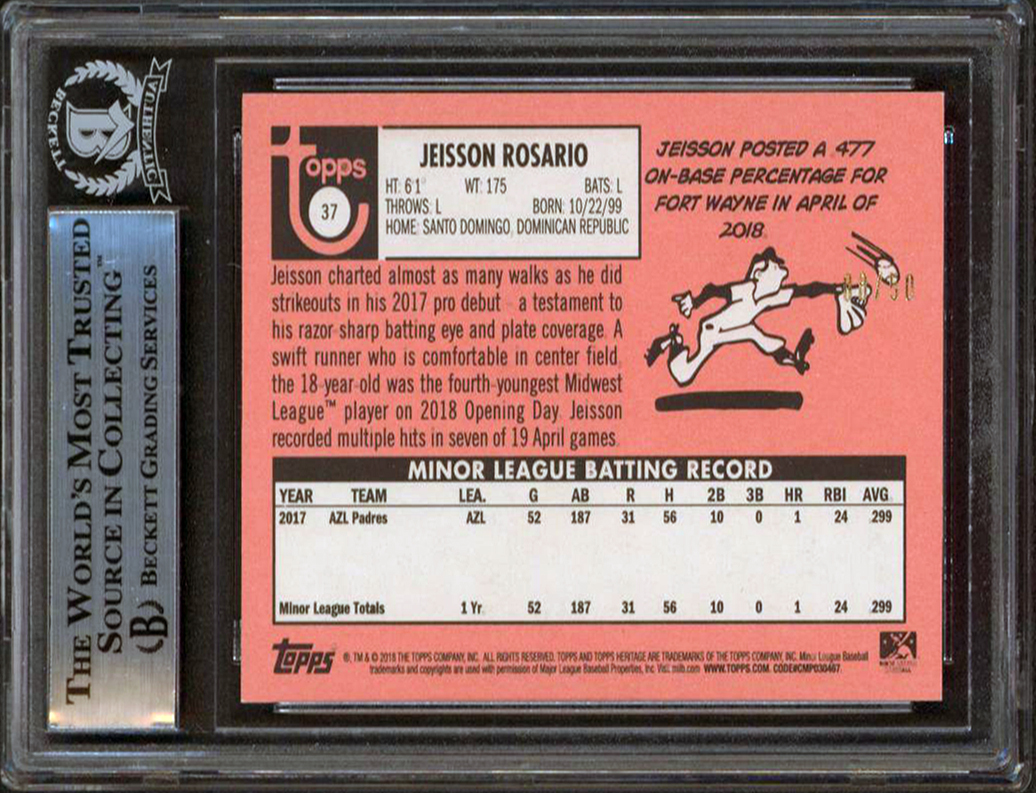 BECKETT AUTHENTIC
B
THE WORLD'S MOST TRUSTED
SOURCE IN COLLECTING™
B BECKETT GRADING SERVICES
topps
37
JEISSON ROSARIO
HT: 6'1" WT: 175 BATS: L
THROWS: L BORN: 10/22/99
HOME: SANTO DOMINGO, DOMINICAN REPUBLIC
JEISSON POSTED A .477
ON-BASE PERCENTAGE FOR
FORT WAYNE IN APRIL OF
2018.
Jeisson charted almost as many walks as he did
strikeouts in his 2017 pro debut – a testament to
his razor-sharp batting eye and plate coverage. A
swift runner who is comfortable in center field,
the 18-year-old was the fourth-youngest Midwest
League™ player on 2018 Opening Day. Jeisson
recorded multiple hits in seven of 19 April games.
MINOR LEAGUE BATTING RECORD
YEAR TEAM LEA. G AB R H 2B 3B HR RBI AVG.
2017 AZL Padres AZL 52 187 31 56 10 0 1 24 .299
Minor League Totals 1 Yr. 52 187 31 56 10 0 1 24 .299
topps
®, TM & © 2018 THE TOPPS COMPANY, INC. ALL RIGHTS RESERVED. TOPPS AND TOPPS HERITAGE ARE TRADEMARKS OF THE TOPPS COMPANY, INC. Minor League Baseball
trademarks and copyrights are used with permission of Major League Baseball Properties, Inc. Visit milb.com WWW.TOPPS.COM. CODE#CMP030467